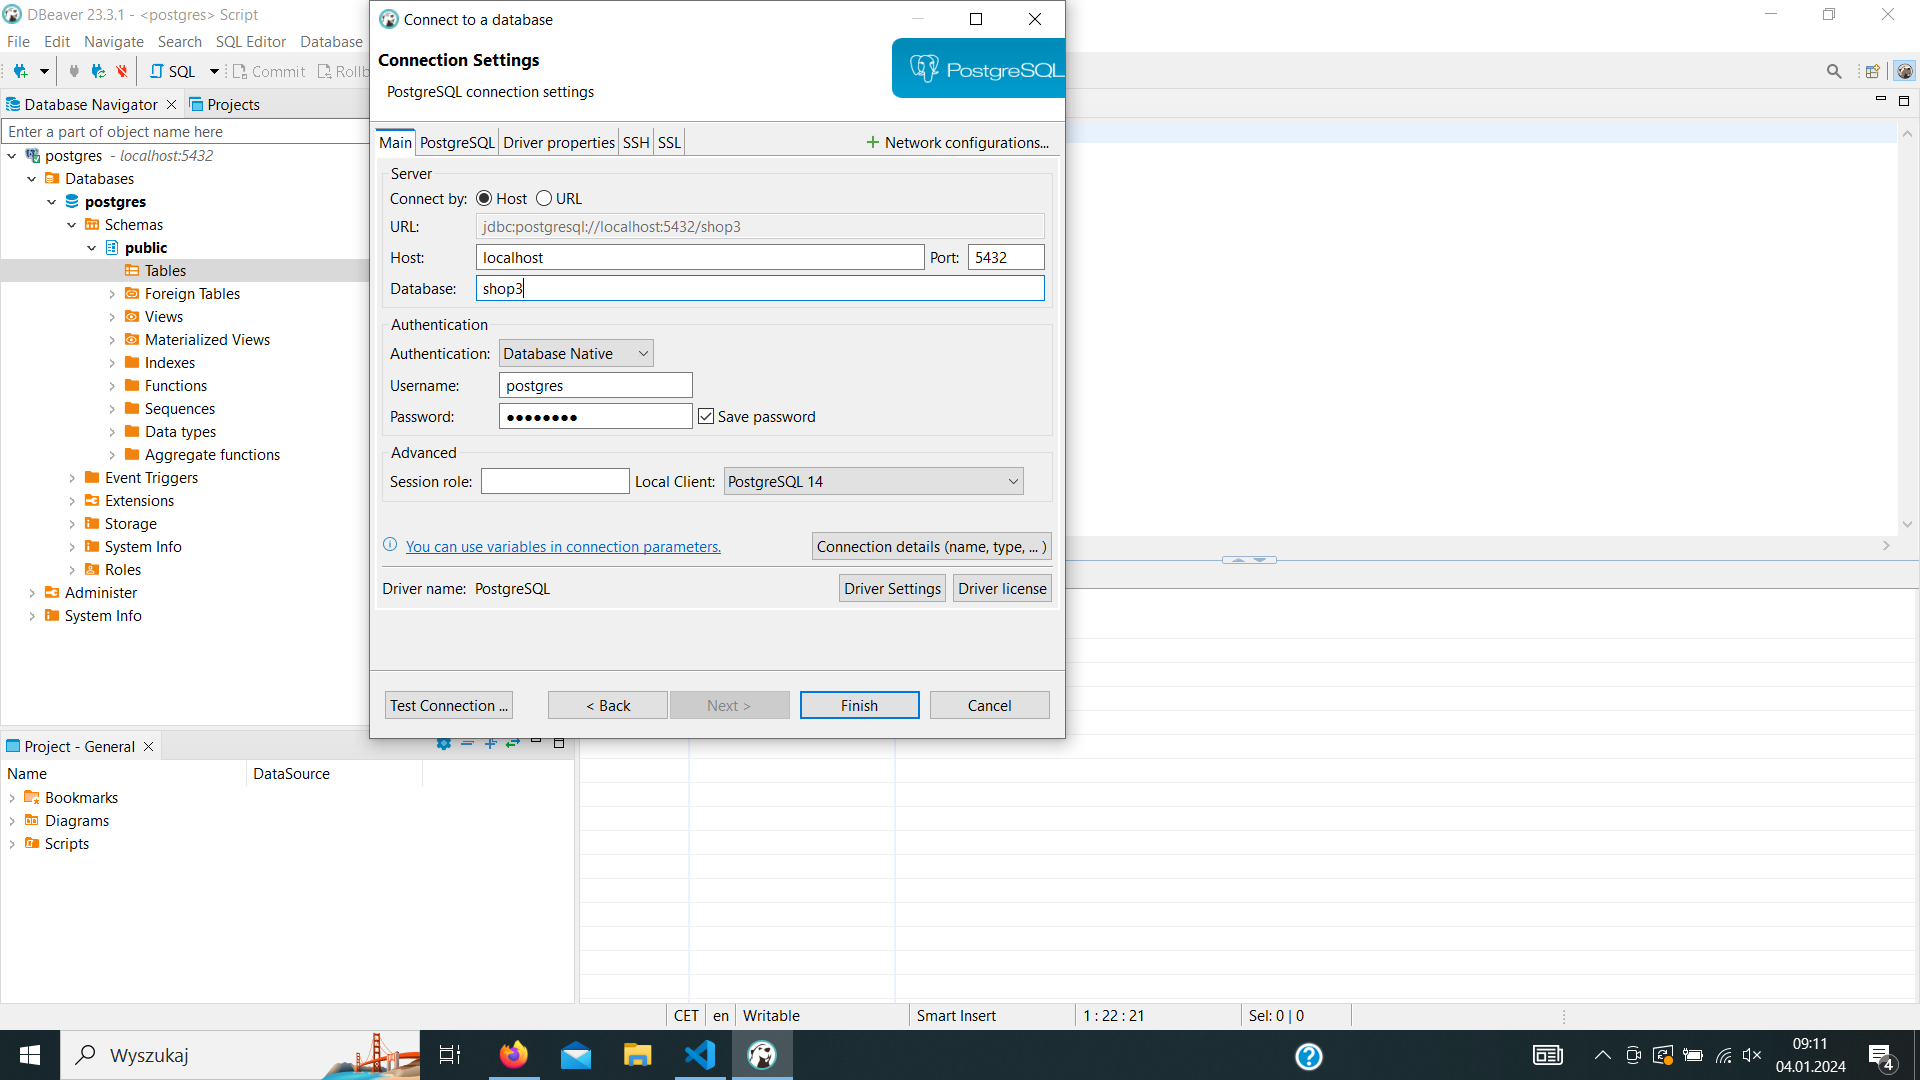 DBeaver 23.3.1 - <postgres> Script
File Edit Navigate Search SQL Editor Database
SQL Commit Rollb
Database Navigator Projects
Enter a part of object name here
postgres - localhost:5432
Databases
postgres
Schemas
public
Tables
Foreign Tables
Views
Materialized Views
Indexes
Functions
Sequences
Data types
Aggregate functions
Event Triggers
Extensions
Storage
System Info
Roles
Administer
System Info
Connect to a database
Connection Settings
PostgreSQL connection settings
PostgreSQL
Main PostgreSQL Driver properties SSH SSL Network configurations...
Server
Connect by: Host URL
URL: jdbc:postgresql://localhost:5432/shop3
Host: localhost Port: 5432
Database: shop3
Authentication
Authentication: Database Native
Username: postgres
Password: ●●●●●●●● Save password
Advanced
Session role: Local Client: PostgreSQL 14
You can use variables in connection parameters. Connection details (name, type, ... )
Driver name: PostgreSQL Driver Settings Driver license
Test Connection ... < Back Next > Finish Cancel
Project - General
Name DataSource
Bookmarks
Diagrams
Scripts
CET en Writable Smart Insert 1 : 22 : 21 Sel: 0 | 0
Wyszukaj
09:11
04.01.2024
4